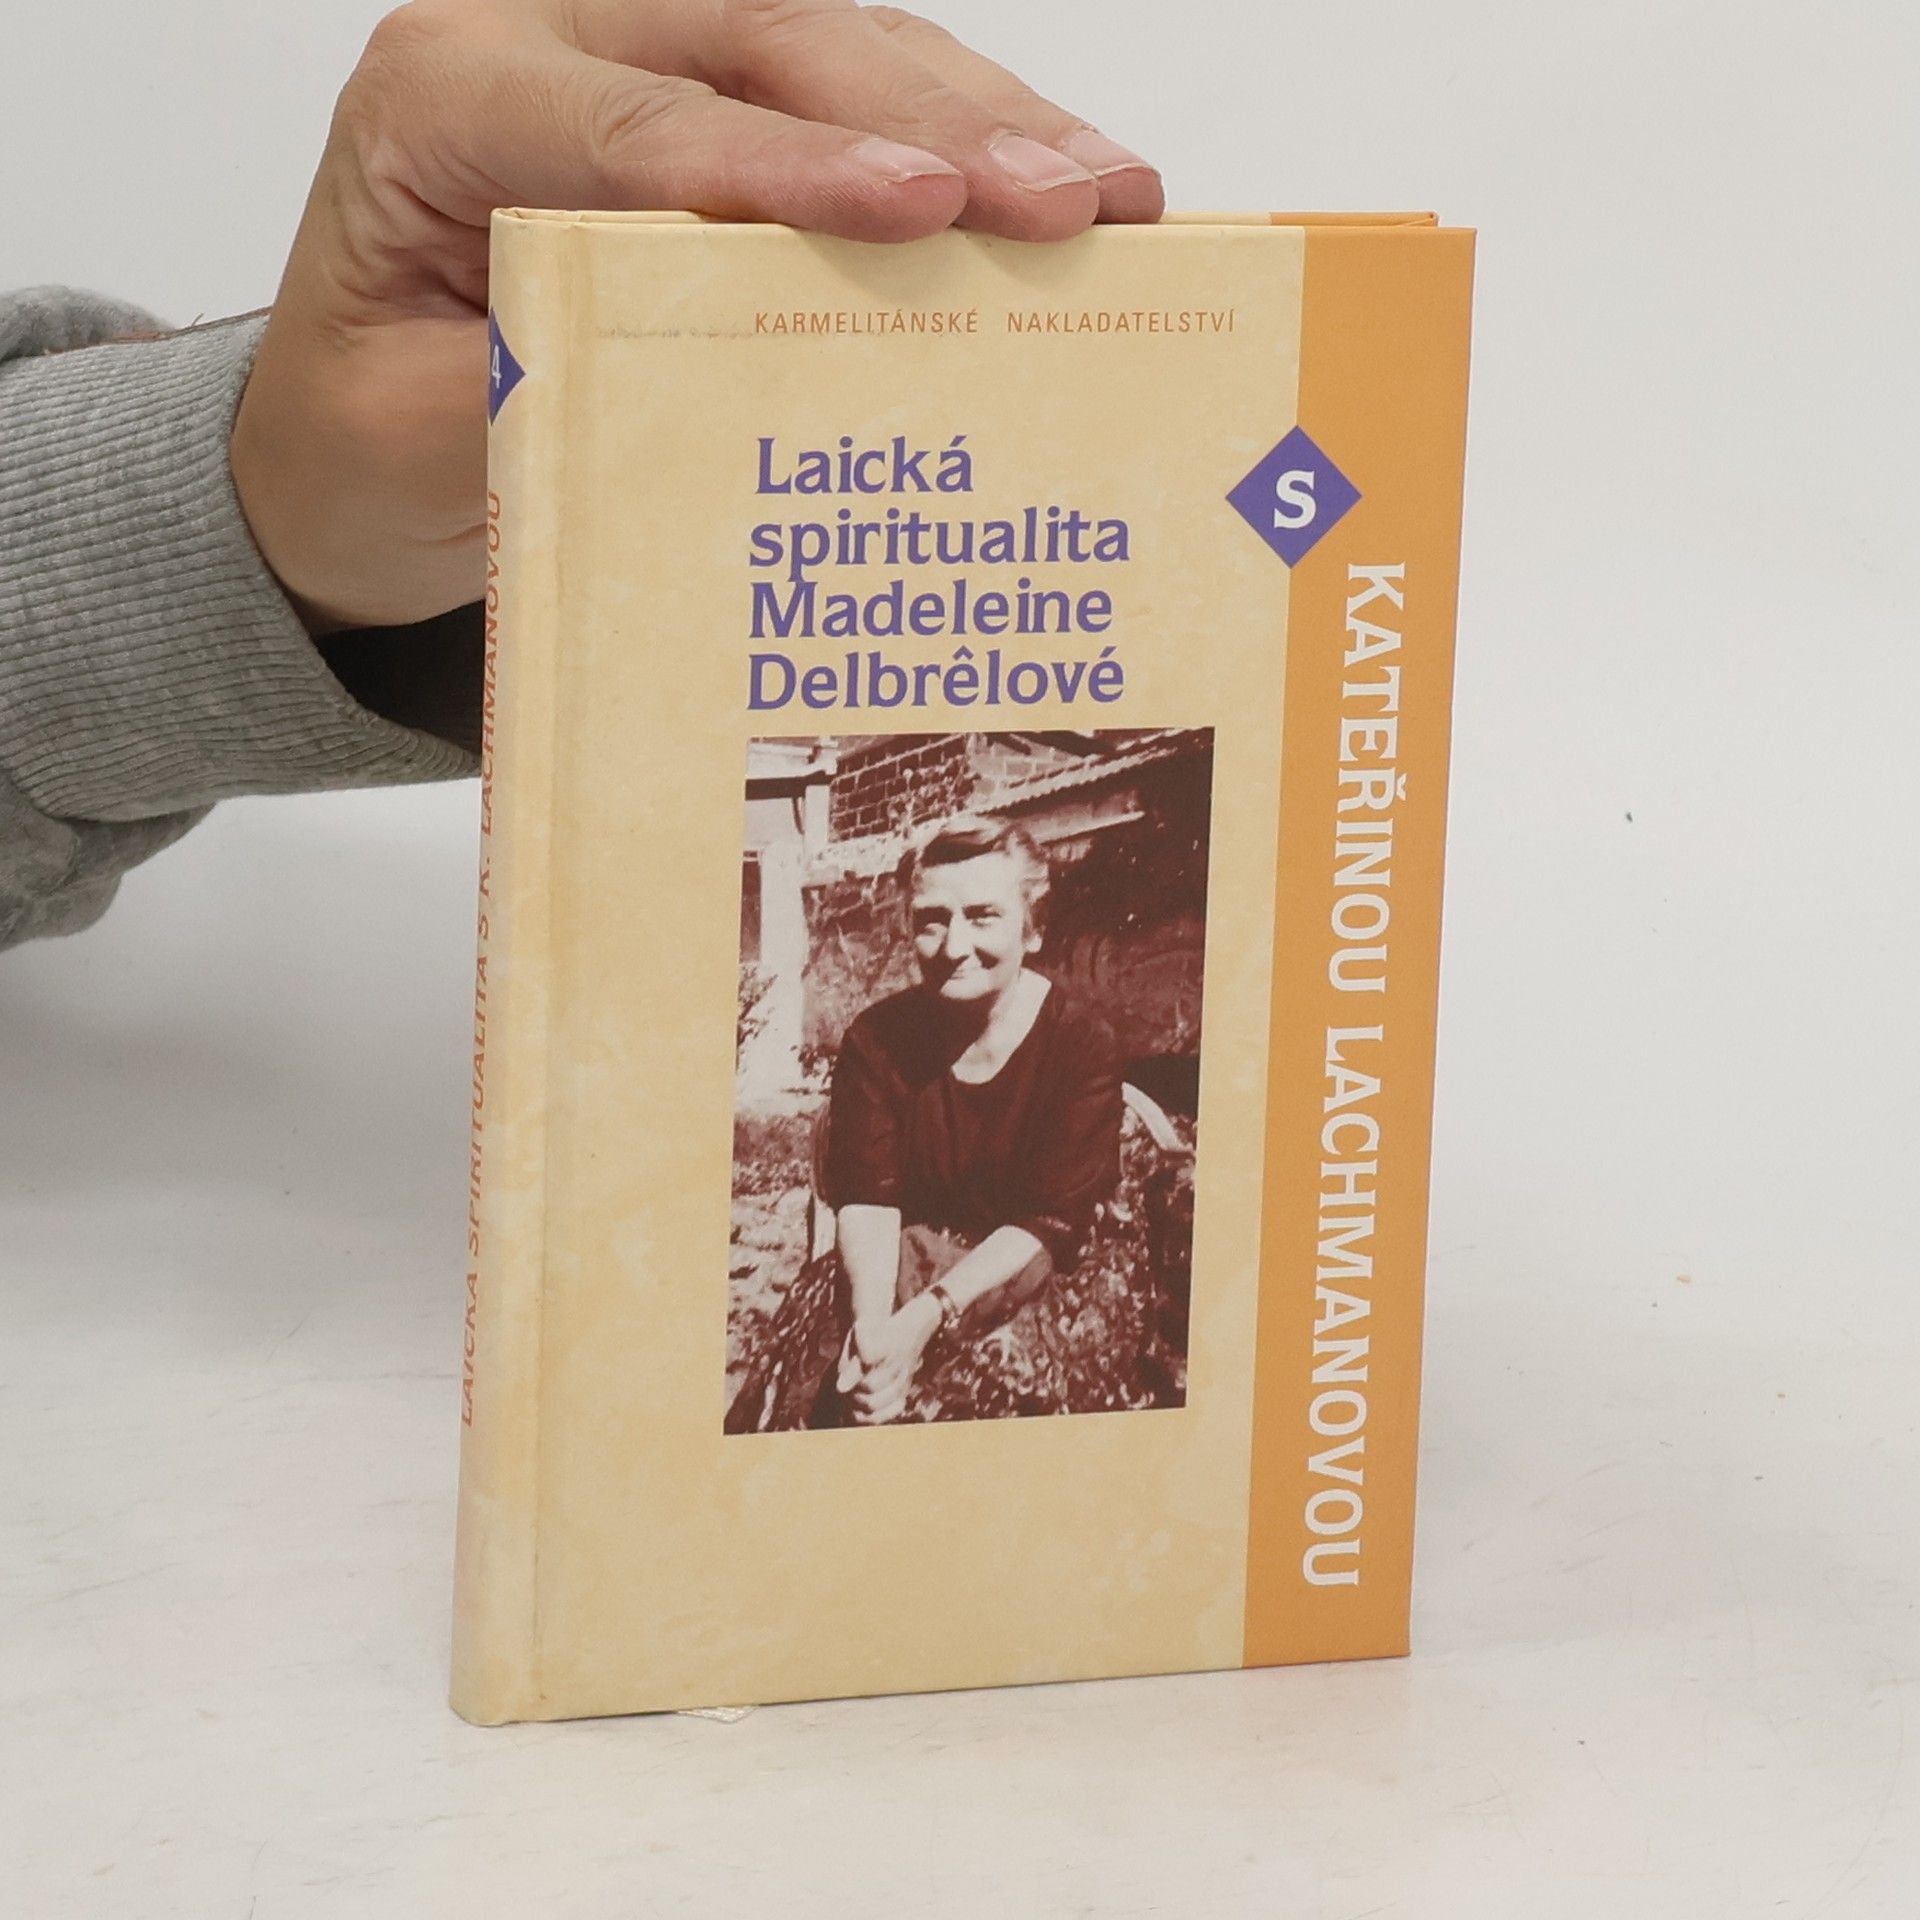 KARMELITÁNSKÉ NAKLADATELSTVÍ
Laická
spiritualita
Madeleine
Delbrêlové
S
KATEŘINOU LACHMANOVOU
4
LAICKÁ SPIRITUALITA S K. LACHMANOVOU